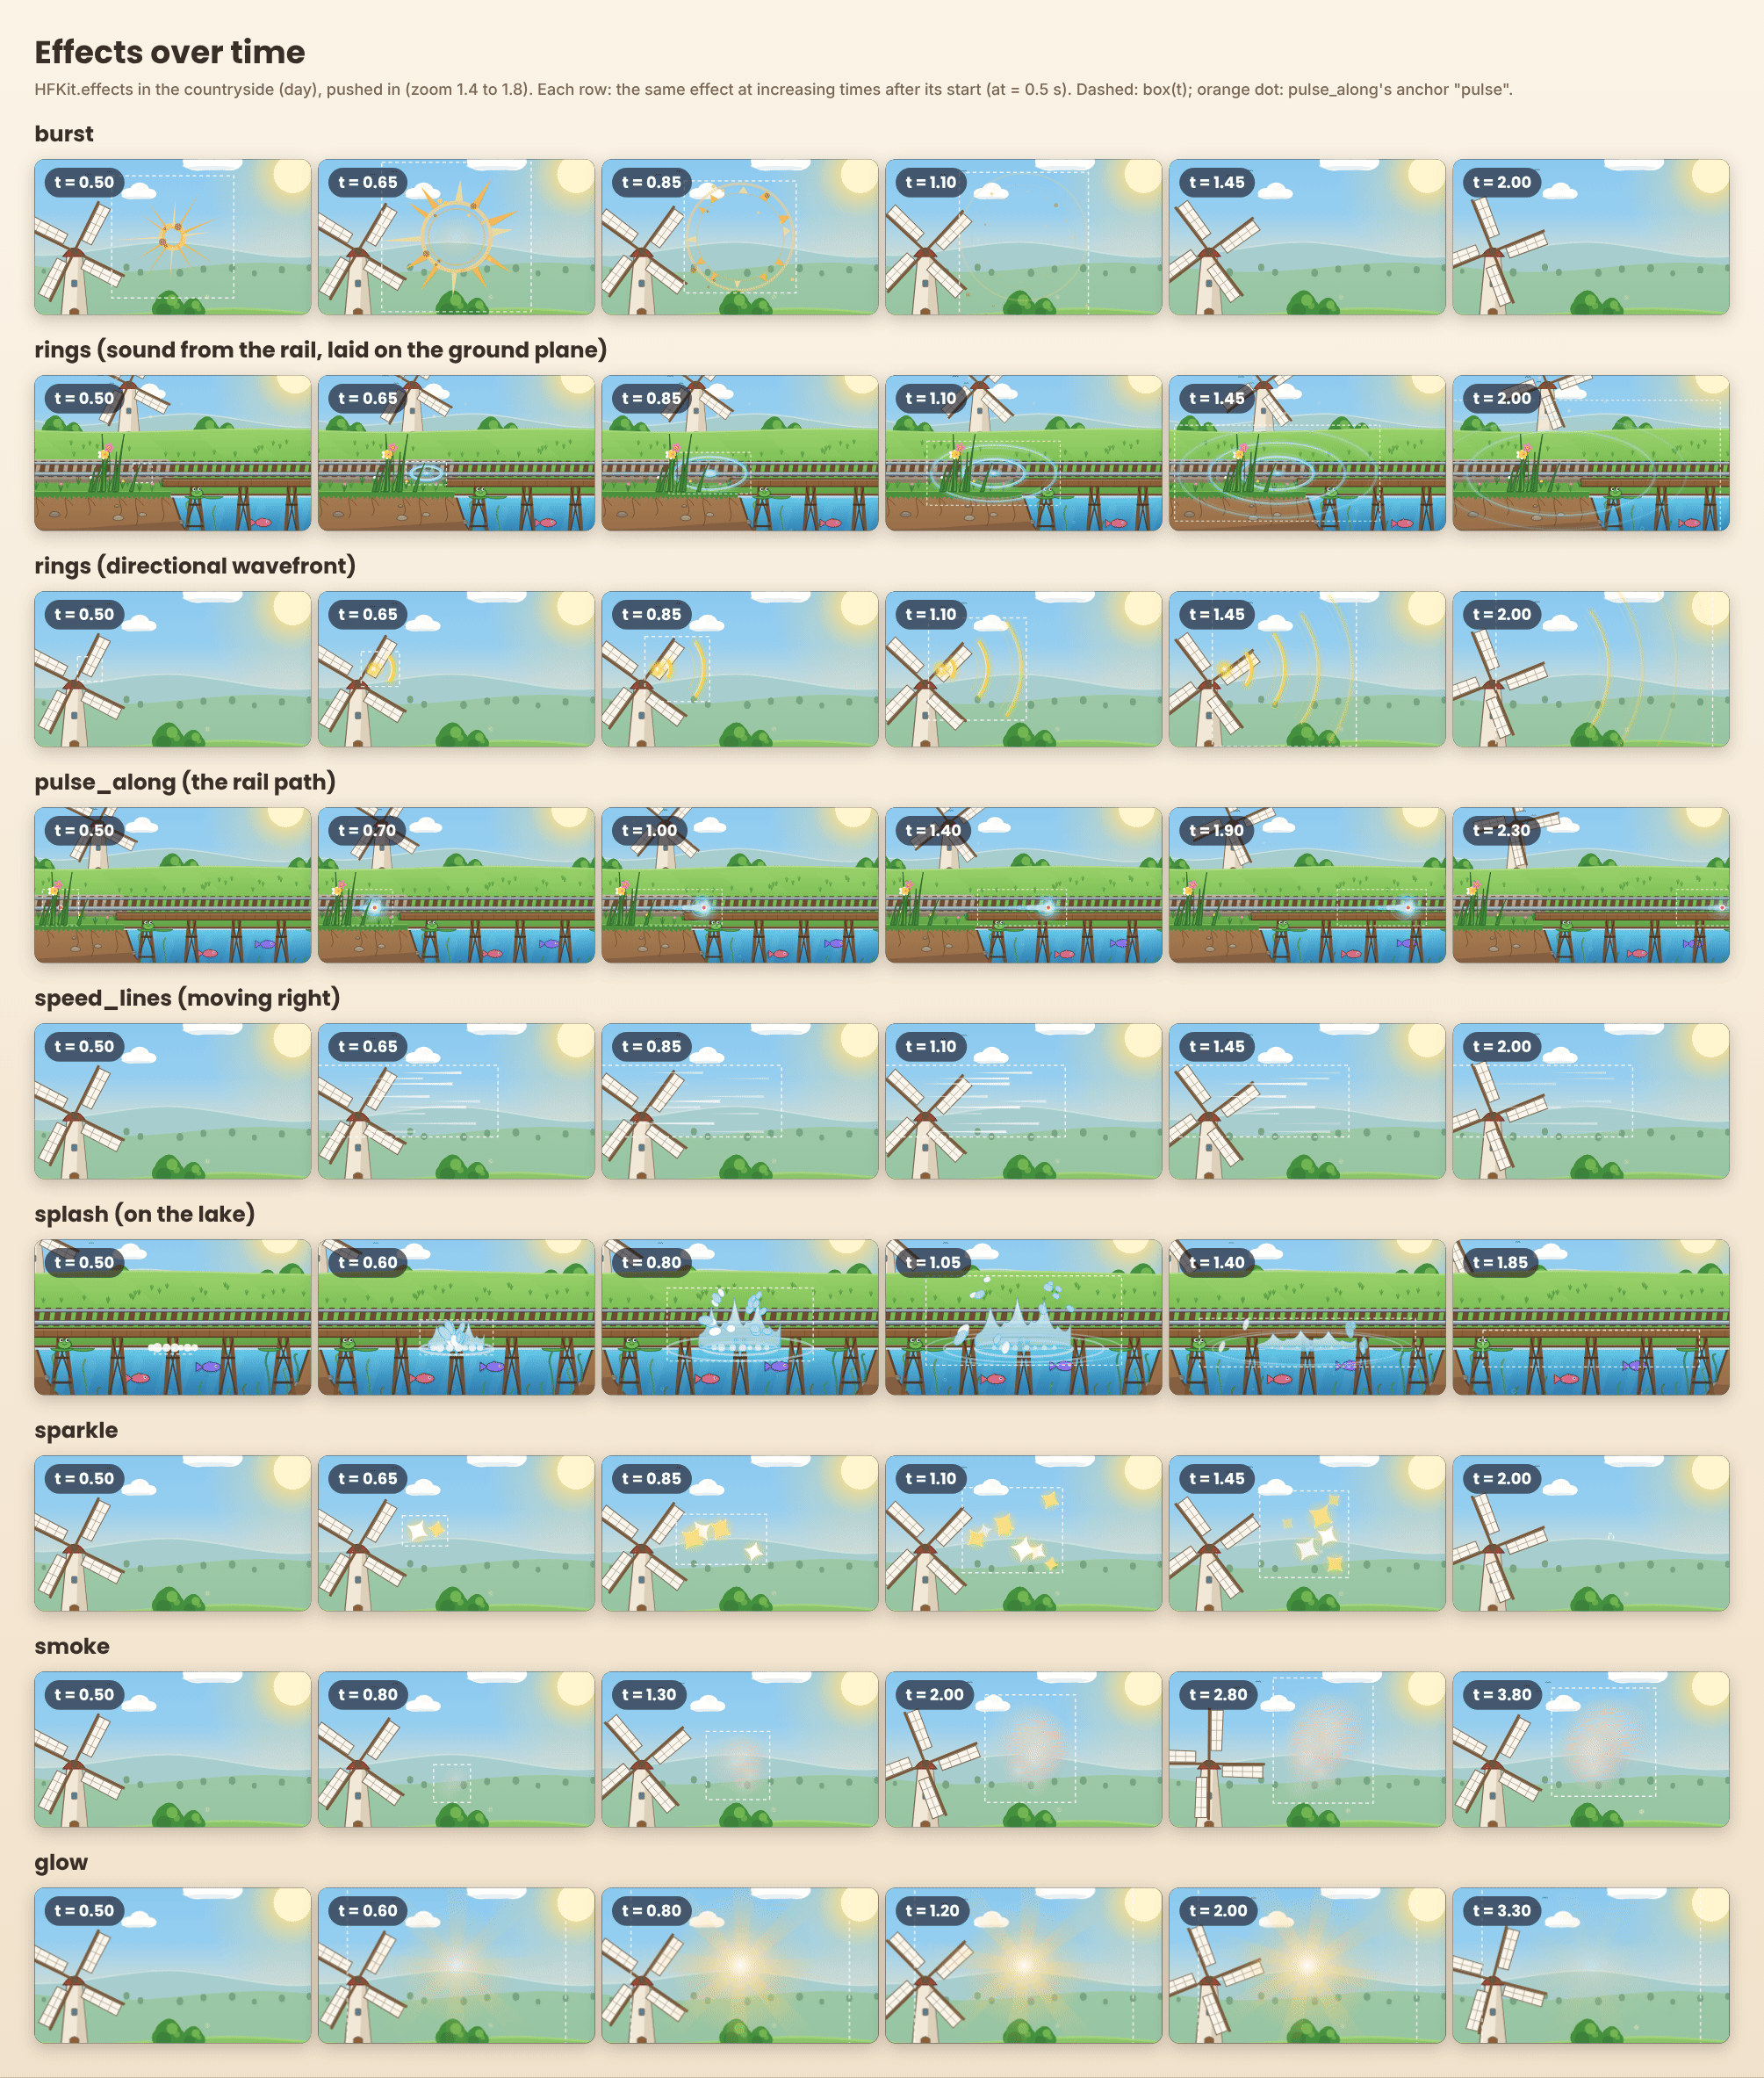 Effects over time
HFKit.effects in the countryside (day), pushed in (zoom 1.4 to 1.8). Each row: the same effect at increasing times after its start (at = 0.5 s). Dashed: box(t); orange dot: pulse_along's anchor "pulse".
burst
t = 0.50 t = 0.65 t = 0.85 t = 1.10 t = 1.45 t = 2.00
rings (sound from the rail, laid on the ground plane)
t = 0.50 t = 0.65 t = 0.85 t = 1.10 t = 1.45 t = 2.00
rings (directional wavefront)
t = 0.50 t = 0.65 t = 0.85 t = 1.10 t = 1.45 t = 2.00
pulse_along (the rail path)
t = 0.50 t = 0.70 t = 1.00 t = 1.40 t = 1.90 t = 2.30
speed_lines (moving right)
t = 0.50 t = 0.65 t = 0.85 t = 1.10 t = 1.45 t = 2.00
splash (on the lake)
t = 0.50 t = 0.60 t = 0.80 t = 1.05 t = 1.40 t = 1.85
sparkle
t = 0.50 t = 0.65 t = 0.85 t = 1.10 t = 1.45 t = 2.00
smoke
t = 0.50 t = 0.80 t = 1.30 t = 2.00 t = 2.80 t = 3.80
glow
t = 0.50 t = 0.60 t = 0.80 t = 1.20 t = 2.00 t = 3.30